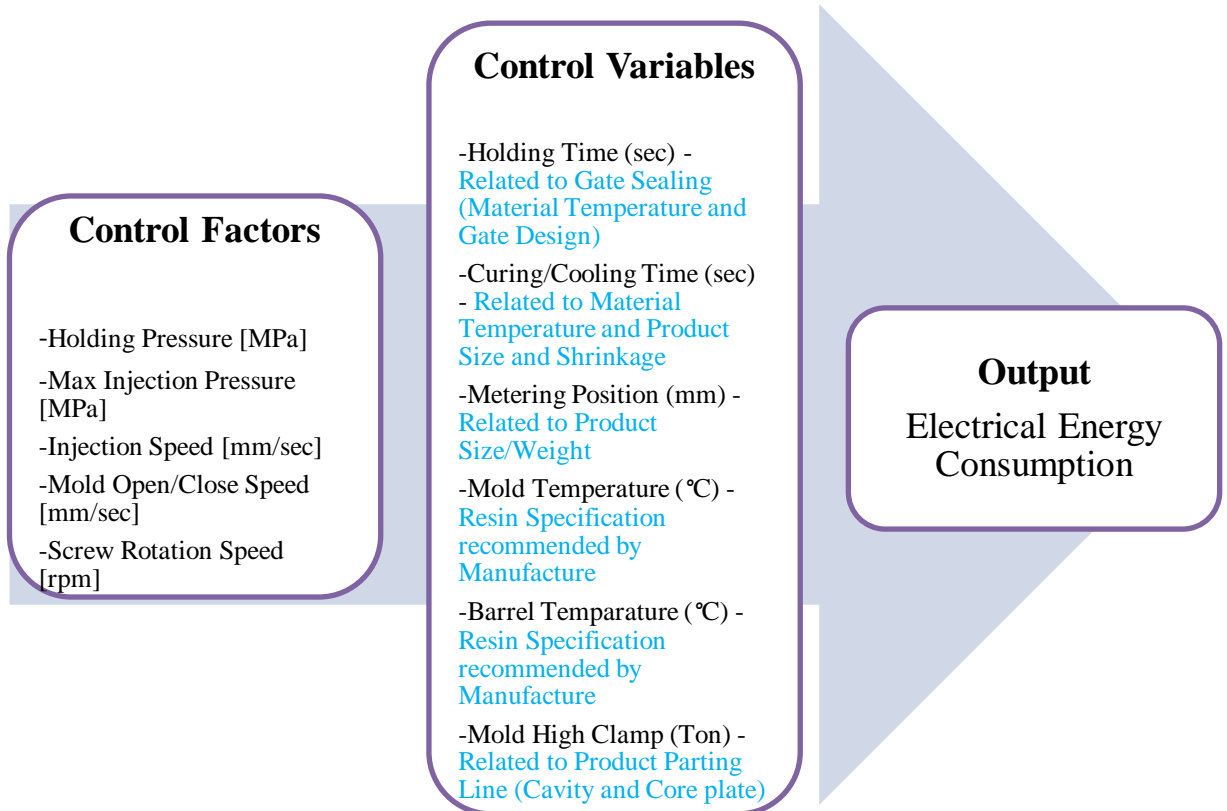 Control Factors
-Holding Pressure [MPa]
-Max Injection Pressure
[MPa]
-Injection Speed [mm/sec]
-Mold Open/Close Speed
[mm/sec]
-Screw Rotation Speed
[rpm]
Control Variables
-Holding Time (sec) -
Related to Gate Sealing
(Material Temperature and
Gate Design)
-Curing/Cooling Time (sec)
- Related to Material
Temperature and Product
Size and Shrinkage
-Metering Position (mm) -
Related to Product
Size/Weight
-Mold Temperature (℃) -
Resin Specification
recommended by
Manufacture
-Barrel Temparature (℃) -
Resin Specification
recommended by
Manufacture
-Mold High Clamp (Ton) -
Related to Product Parting
Line (Cavity and Core plate)
Output
Electrical Energy
Consumption